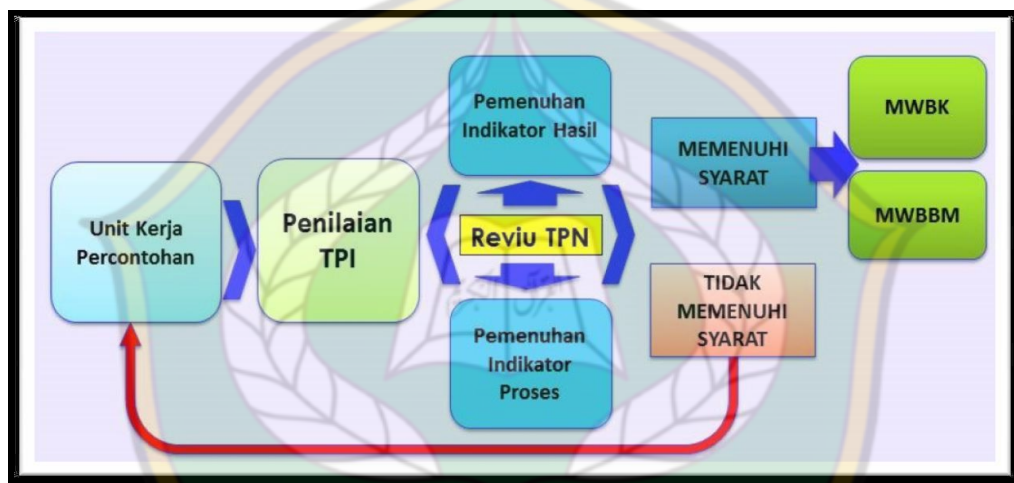 Unit Kerja
Percontohan
Penilaian
TPI
Pemenuhan
Indikator Hasil
Reviu TPN
Pemenuhan
Indikator
Proses
MEMENUHI
SYARAT
TIDAK
MEMENUHI
SYARAT
MWBK
MWBBM